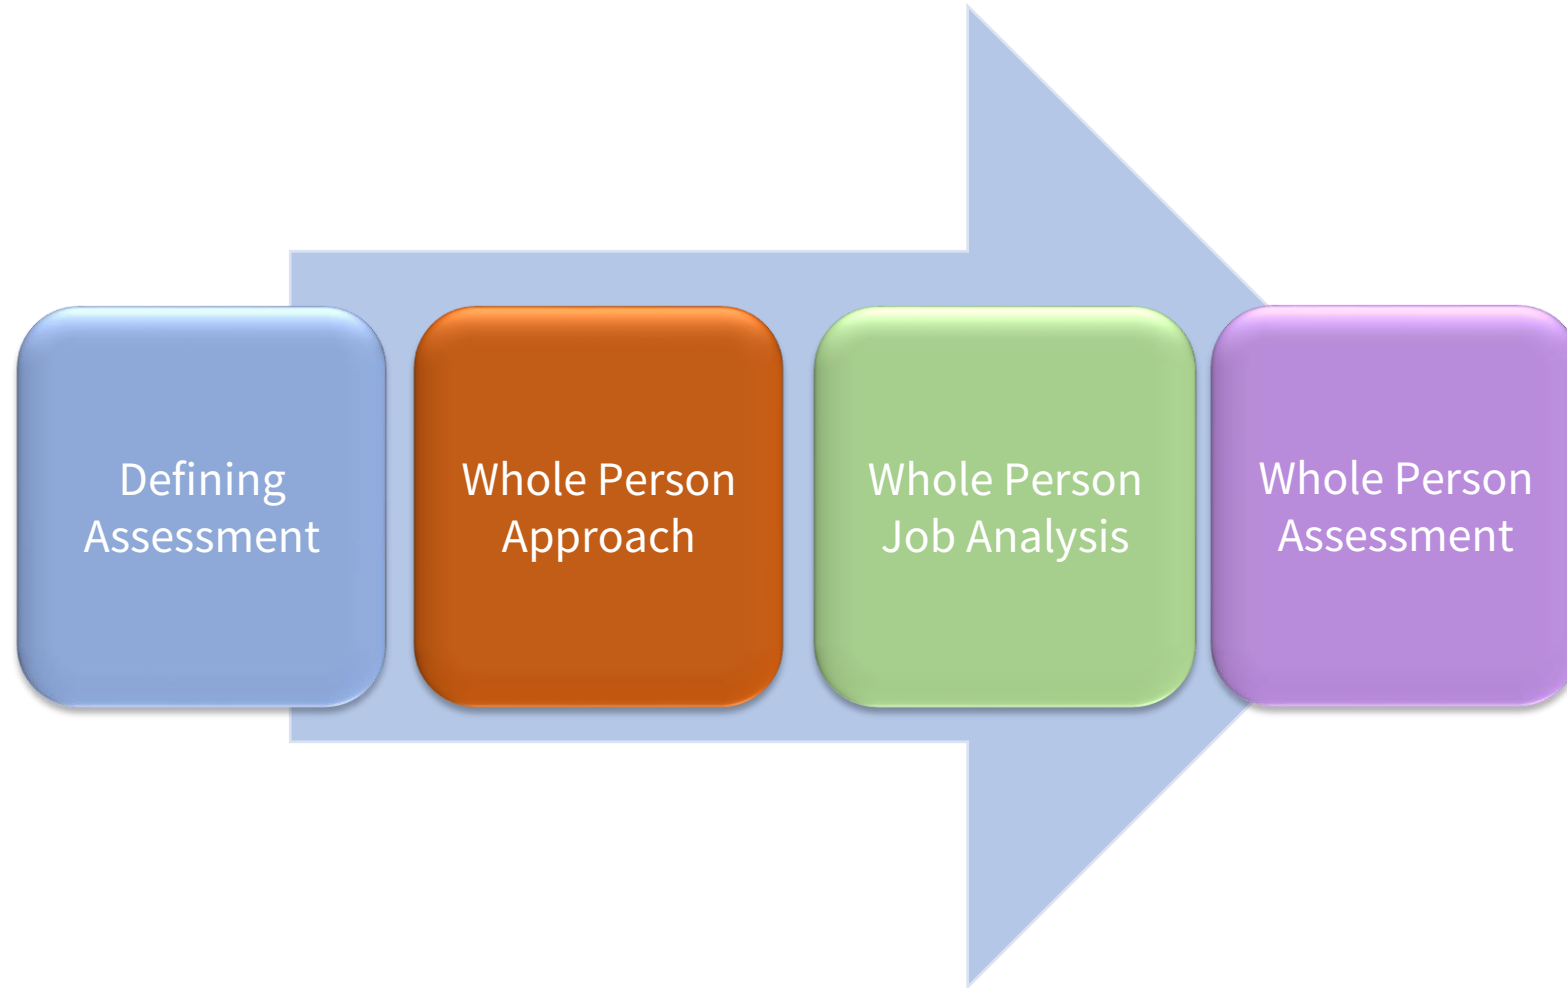 Defining
Assessment
Whole Person
Approach
Whole Person
Job Analysis
Whole Person
Assessment